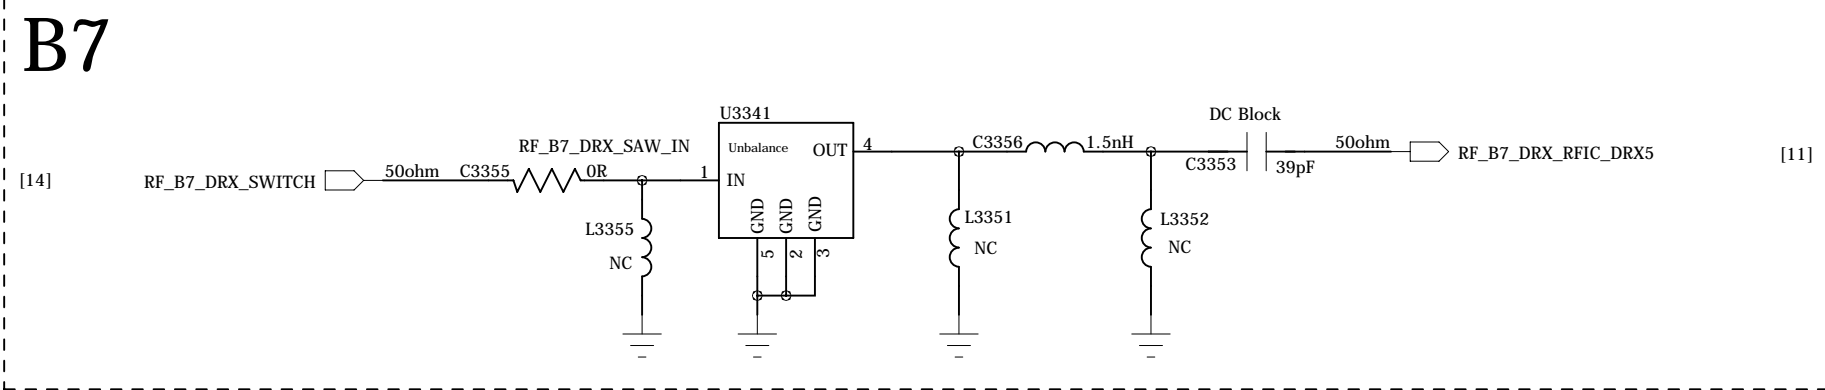 B7
DC Block
U3341
RF_B7_DRX_SAW_IN
Unbalance
OUT
4
C3356
1.5nH
50ohm
RF_B7_DRX_RFIC_DRX5
[11]
C3353
39pF
[14]
RF_B7_DRX_SWITCH
50ohm
C3355
0R
1
IN
GND
GND
GND
5
2
3
L3355
NC
L3351
NC
L3352
NC